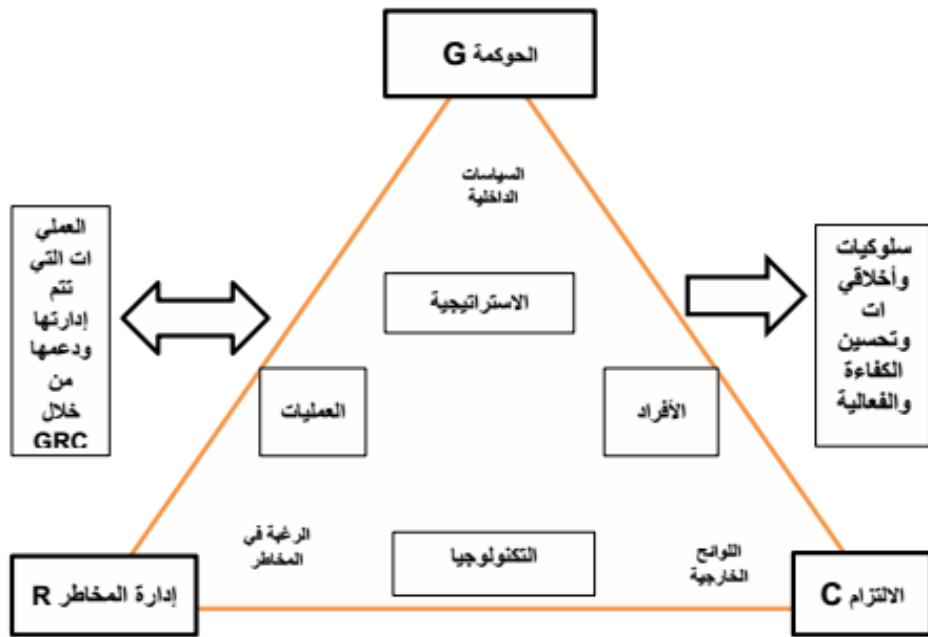 الحوكمة G
السياسات
الداخلية
العملي
ات التي
تتم
إدارتها
ودعمها
من
خلال
GRC
سلوكيات
وأخلاقي
ات
وتحسين
الكفاءة
والفعالية
الاستراتيجية
العمليات
الأفراد
الرغبة في
المخاطر
التكنولوجيا
اللوائح
الخارجية
إدارة المخاطر R
الالتزام C